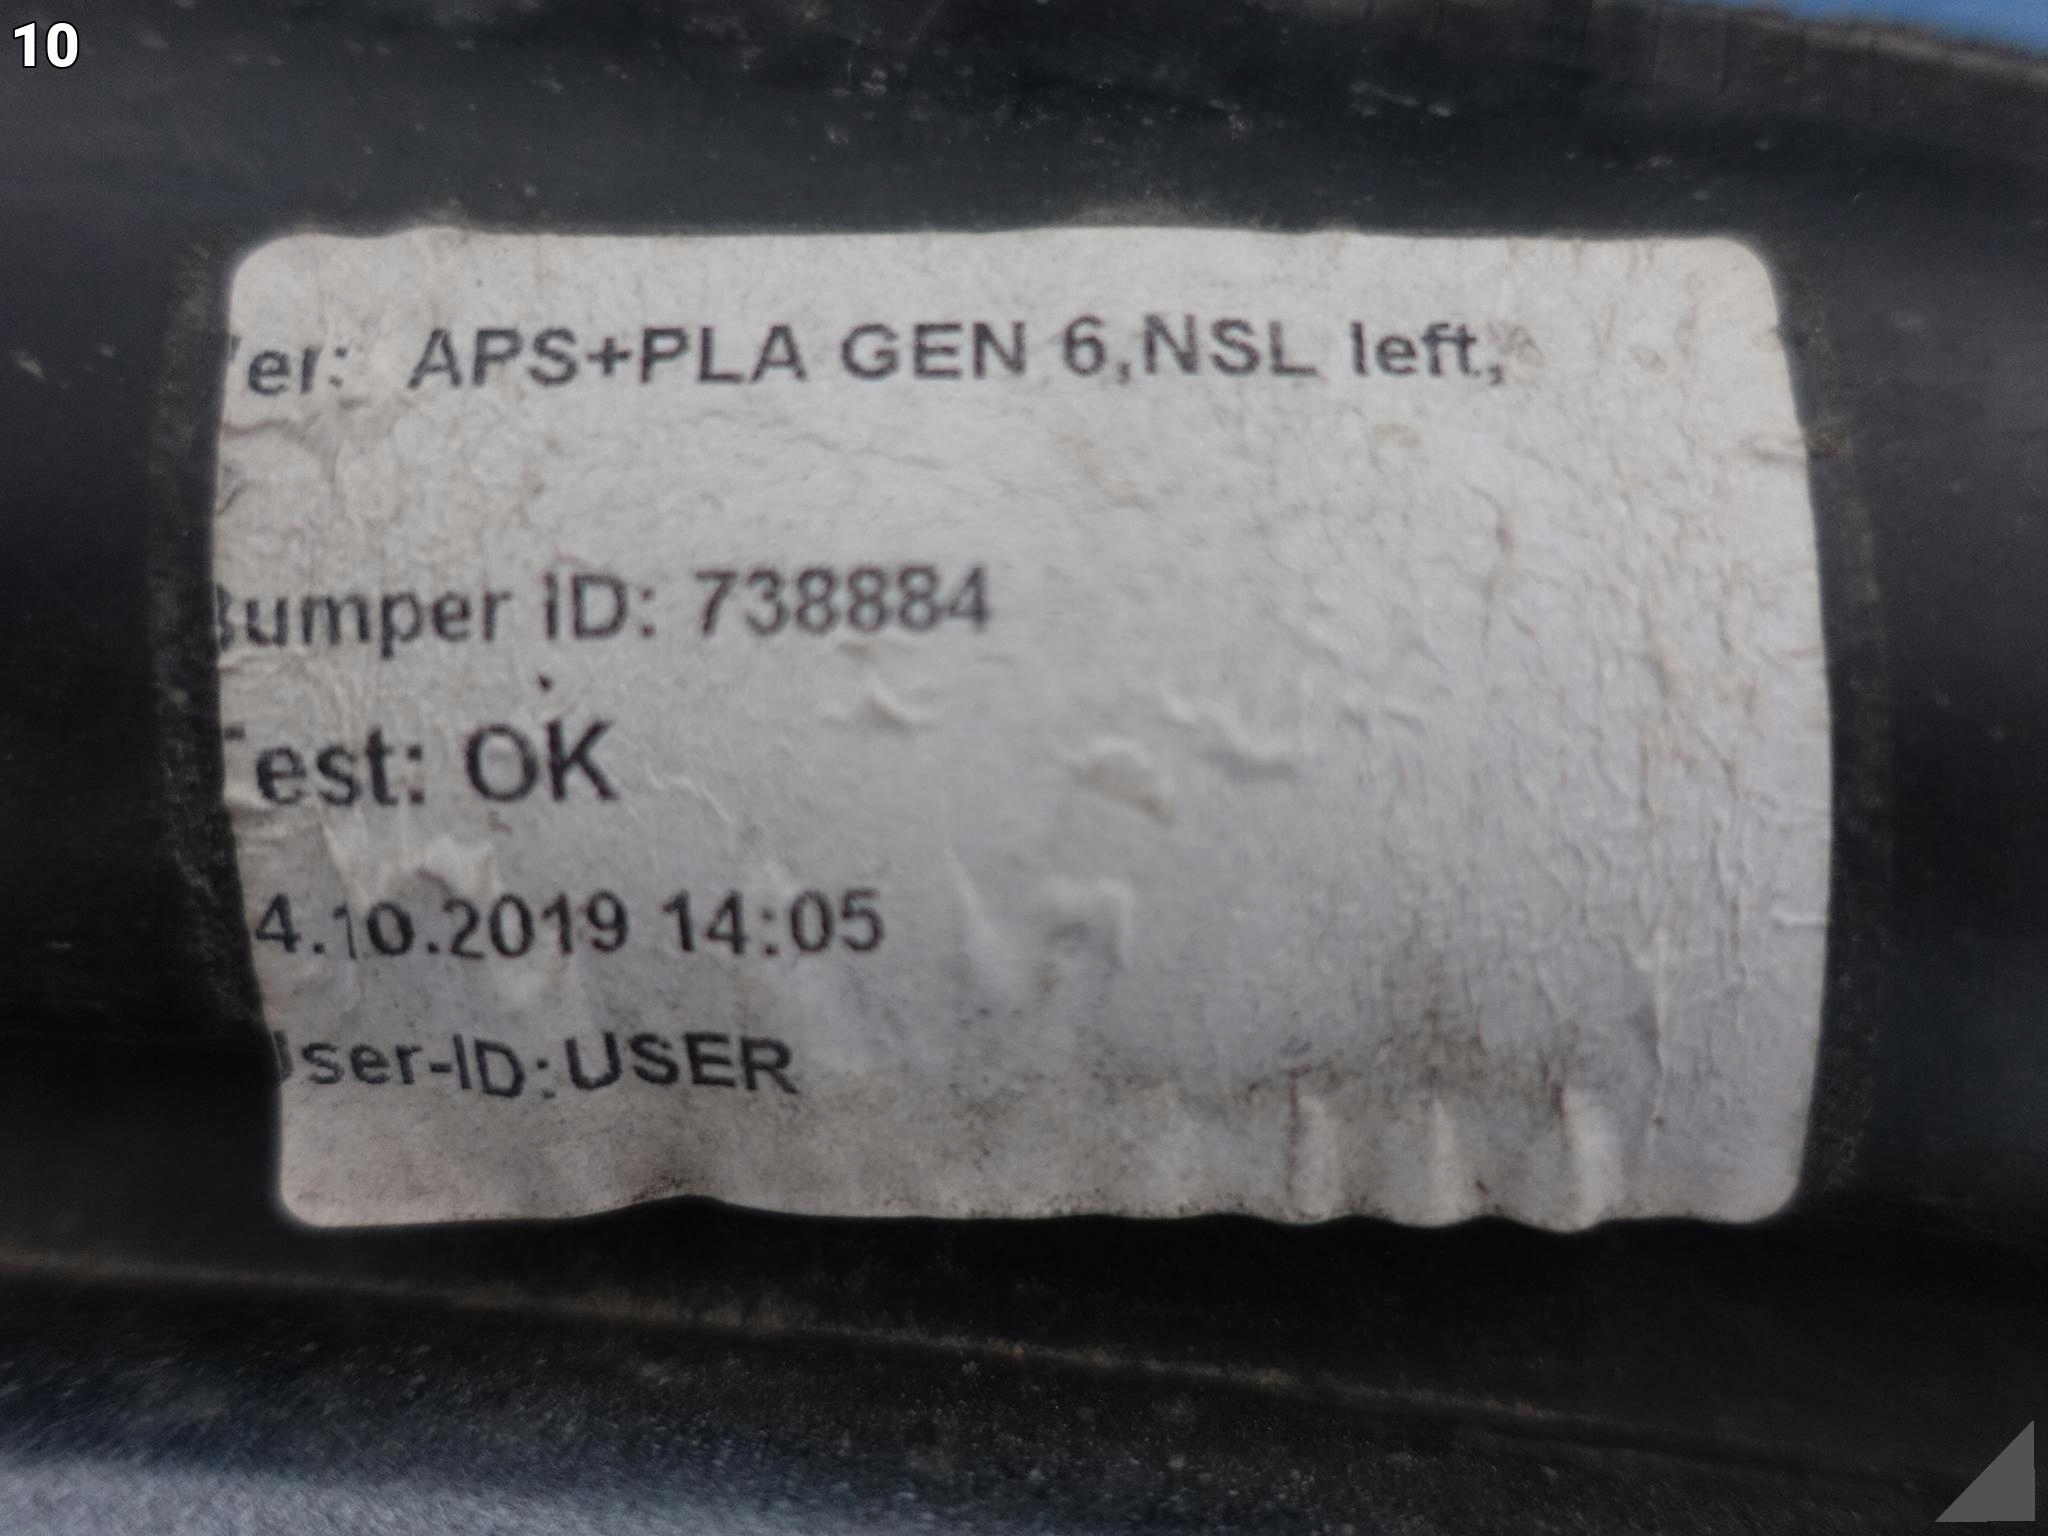 10
er: APS+PLA GEN 6,NSL left,
Bumper ID: 738884
Test: OK
4.10.2019 14:05
User-ID:USER